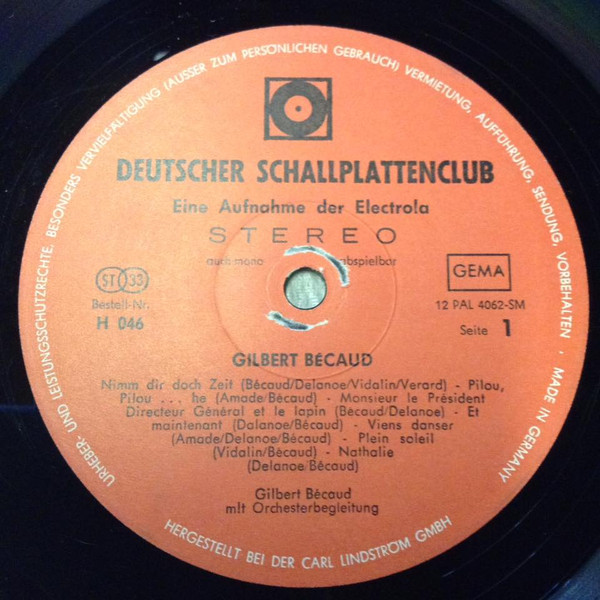 URHEBER- UND LEISTUNGSSCHUTZRECHTE, BESONDERS VERVIELFÄLTIGUNG (AUSSER ZUM PERSÖNLICHEN GEBRAUCH) VERMIETUNG, AUFFÜHRUNG, SENDUNG, VORBEHALTEN , MADE IN GERMANY
DEUTSCHER SCHALLPLATTENCLUB
Eine Aufnahme der Electrola
STEREO
auch mono abspielbar
ST 33
GEMA
Bestell-Nr.
12 PAL 4062-SM
H 046
Seite 1
GILBERT BÉCAUD
Nimm dir doch Zeit (Bécaud/Delanoe/Vidalin/Verard) - Pilou,
Pilou ... he (Amade/Bécaud) - Monsieur le Président
Directeur Général et le lapin (Bécaud/Delanoe) - Et
maintenant (Dalanoe/Bécaud) - Viens danser
(Amade/Delanoe/Bécaud) - Plein soleil
(Vidalin/Bécaud) - Nathalie
(Delanoe/Bécaud)
Gilbert Bécaud
mit Orchesterbegleitung
HERGESTELLT BEI DER CARL LINDSTRÖM GMBH